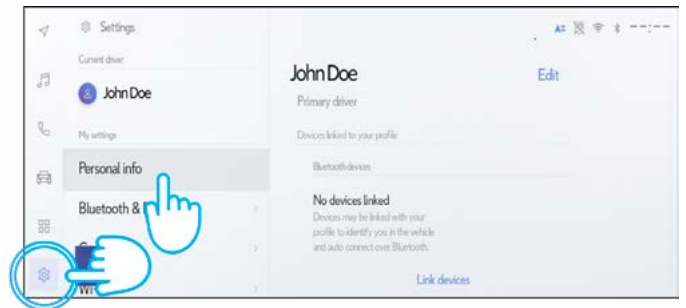 Settings
Current driver
John Doe
My settings
Personal info
Bluetooth &
John Doe
Edit
Primary driver
Devices linked to your profile
Bluetooth devices
No devices linked
Devices may be linked with your
profile to identify you in the vehicle
and auto connect over Bluetooth.
Link devices
--:--